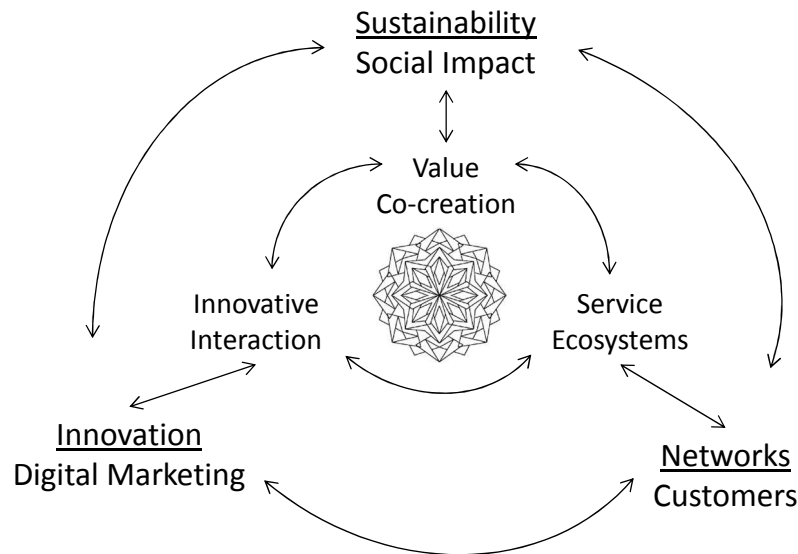 Sustainability
Social Impact
Value
Co-creation
Innovative
Interaction
Service
Ecosystems
Innovation
Digital Marketing
Networks
Customers